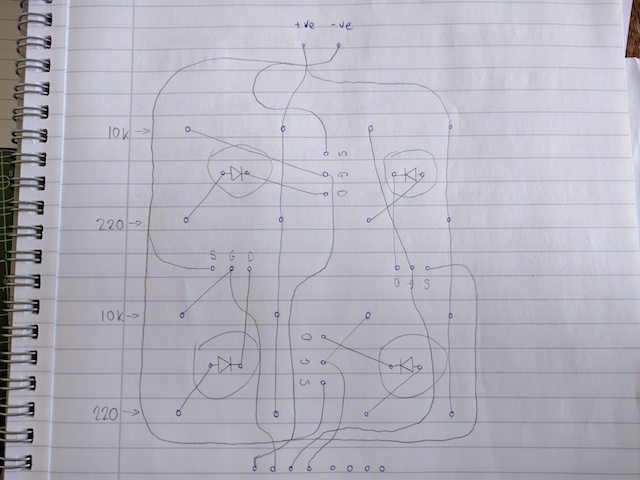 +ve -ve
10K →
S
G
D
220 →
S G D
D G S
10K →
D
G
S
220 →